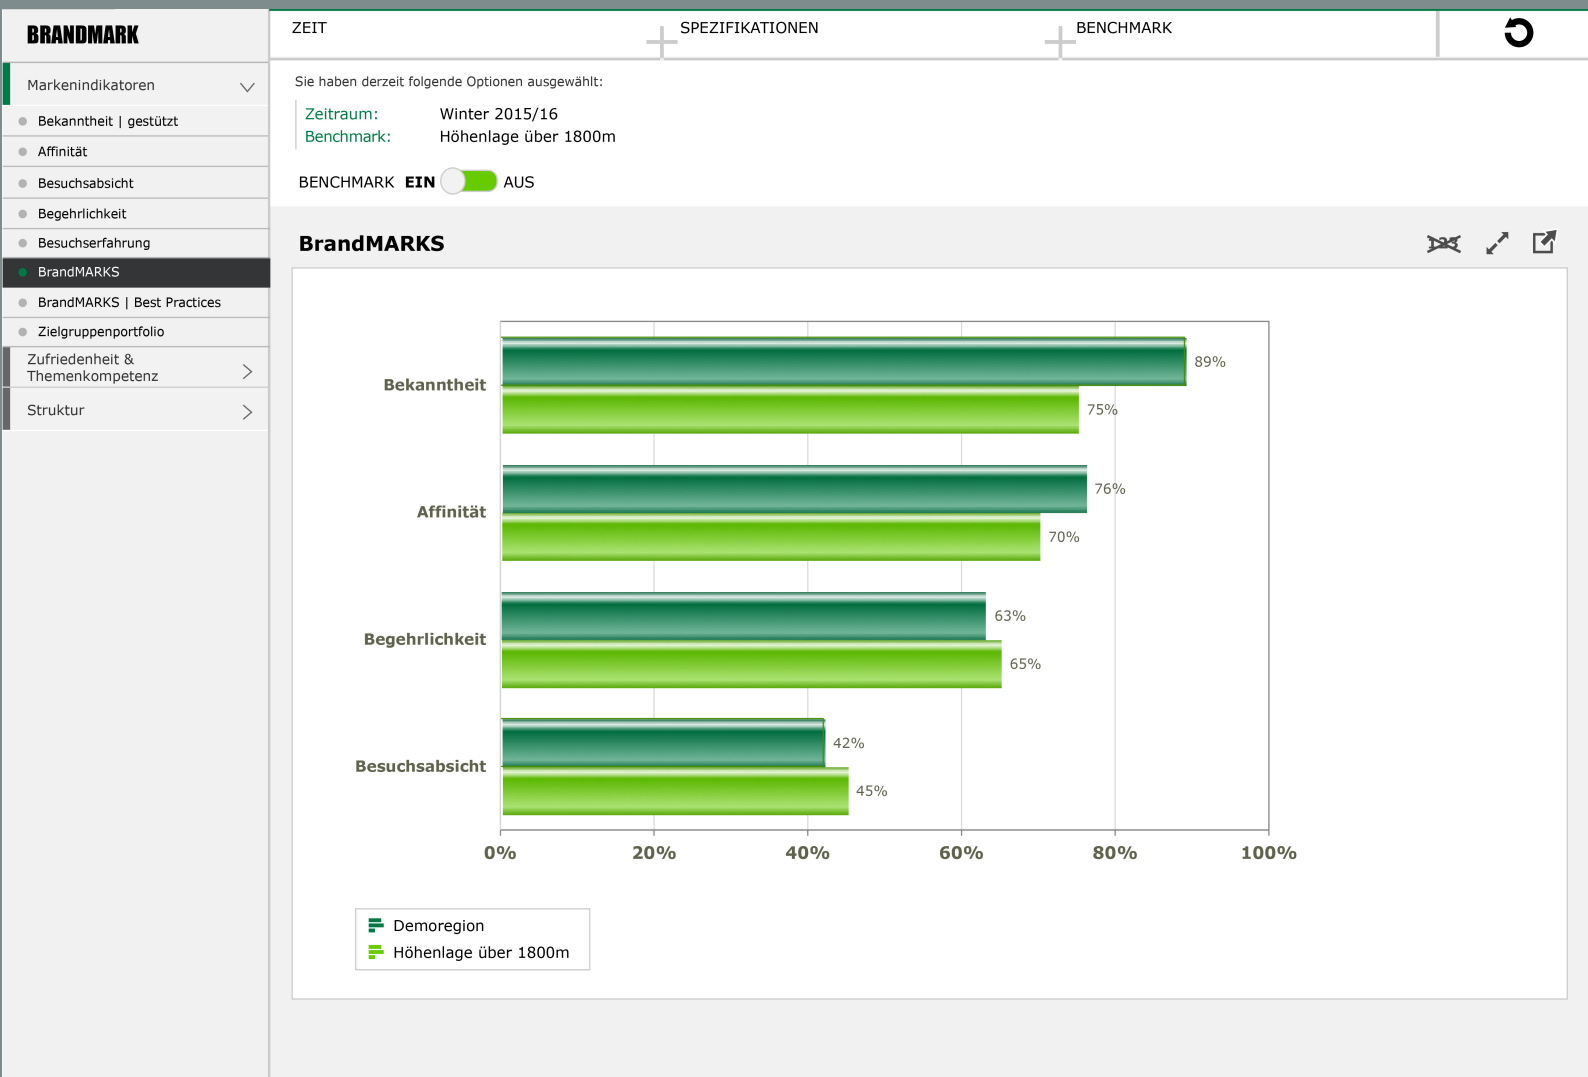 BRANDMARK
ZEIT
SPEZIFIKATIONEN
BENCHMARK
Markenindikatoren
Bekanntheit | gestützt
Affinität
Besuchsabsicht
Begehrlichkeit
Besuchserfahrung
BrandMARKS
BrandMARKS | Best Practices
Zielgruppenportfolio
Zufriedenheit &
Themenkompetenz
Struktur
Sie haben derzeit folgende Optionen ausgewählt:
Zeitraum: Winter 2015/16
Benchmark: Höhenlage über 1800m
BENCHMARK EIN AUS
BrandMARKS
123
Bekanntheit
89%
75%
Affinität
76%
70%
Begehrlichkeit
63%
65%
Besuchsabsicht
42%
45%
0% 20% 40% 60% 80% 100%
Demoregion
Höhenlage über 1800m